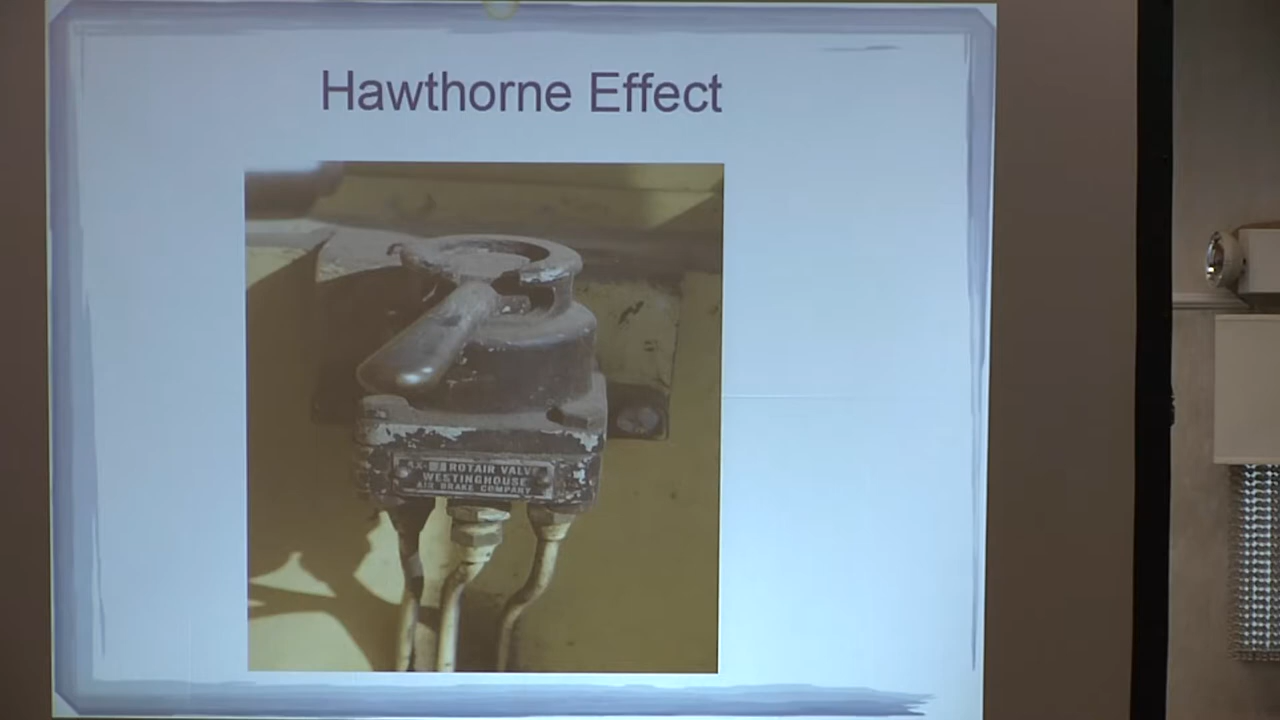 Hawthorne Effect
ROTAIR VALVE
WESTINGHOUSE
AIR BRAKE COMPANY